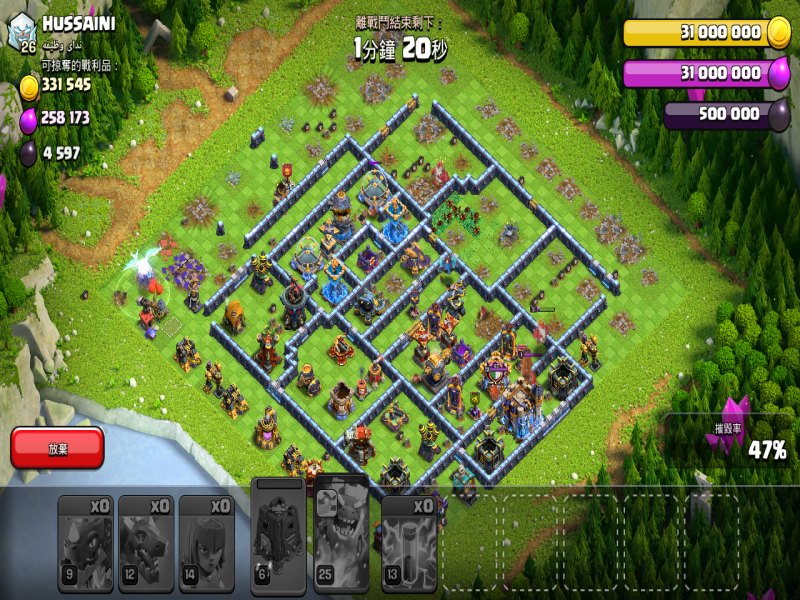 HUSSAINI
26
ندای وظیفه
可掠奪的戰利品：
331 545
258 173
4 597
離戰鬥結束剩下：
1分鐘 20秒
31 000 000
31 000 000
500 000
摧毀率
47%
放棄
x0
x0
x0
x0
9
12
14
6
25
13